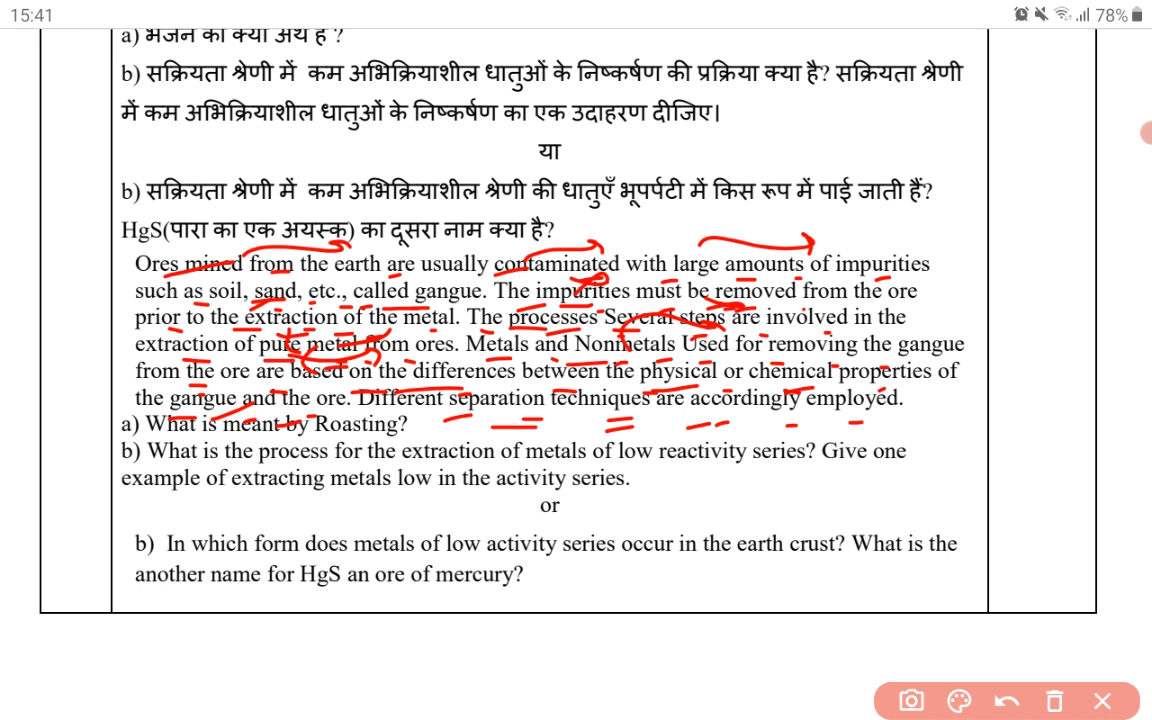 15:41 78%
a) भर्जन का क्या अर्थ है ?
b) सक्रियता श्रेणी में कम अभिक्रियाशील धातुओं के निष्कर्षण की प्रक्रिया क्या है? सक्रियता श्रेणी
में कम अभिक्रियाशील धातुओं के निष्कर्षण का एक उदाहरण दीजिए।
या
b) सक्रियता श्रेणी में कम अभिक्रियाशील श्रेणी की धातुएँ भूपर्पटी में किस रूप में पाई जाती हैं?
HgS(पारा का एक अयस्क) का दूसरा नाम क्या है?
Ores mined from the earth are usually contaminated with large amounts of impurities
such as soil, sand, etc., called gangue. The impurities must be removed from the ore
prior to the extraction of the metal. The processes Several steps are involved in the
extraction of pure metal from ores. Metals and Nonmetals Used for removing the gangue
from the ore are based on the differences between the physical or chemical properties of
the gangue and the ore. Different separation techniques are accordingly employed.
a) What is meant by Roasting?
b) What is the process for the extraction of metals of low reactivity series? Give one
example of extracting metals low in the activity series.
or
b) In which form does metals of low activity series occur in the earth crust? What is the
another name for HgS an ore of mercury?